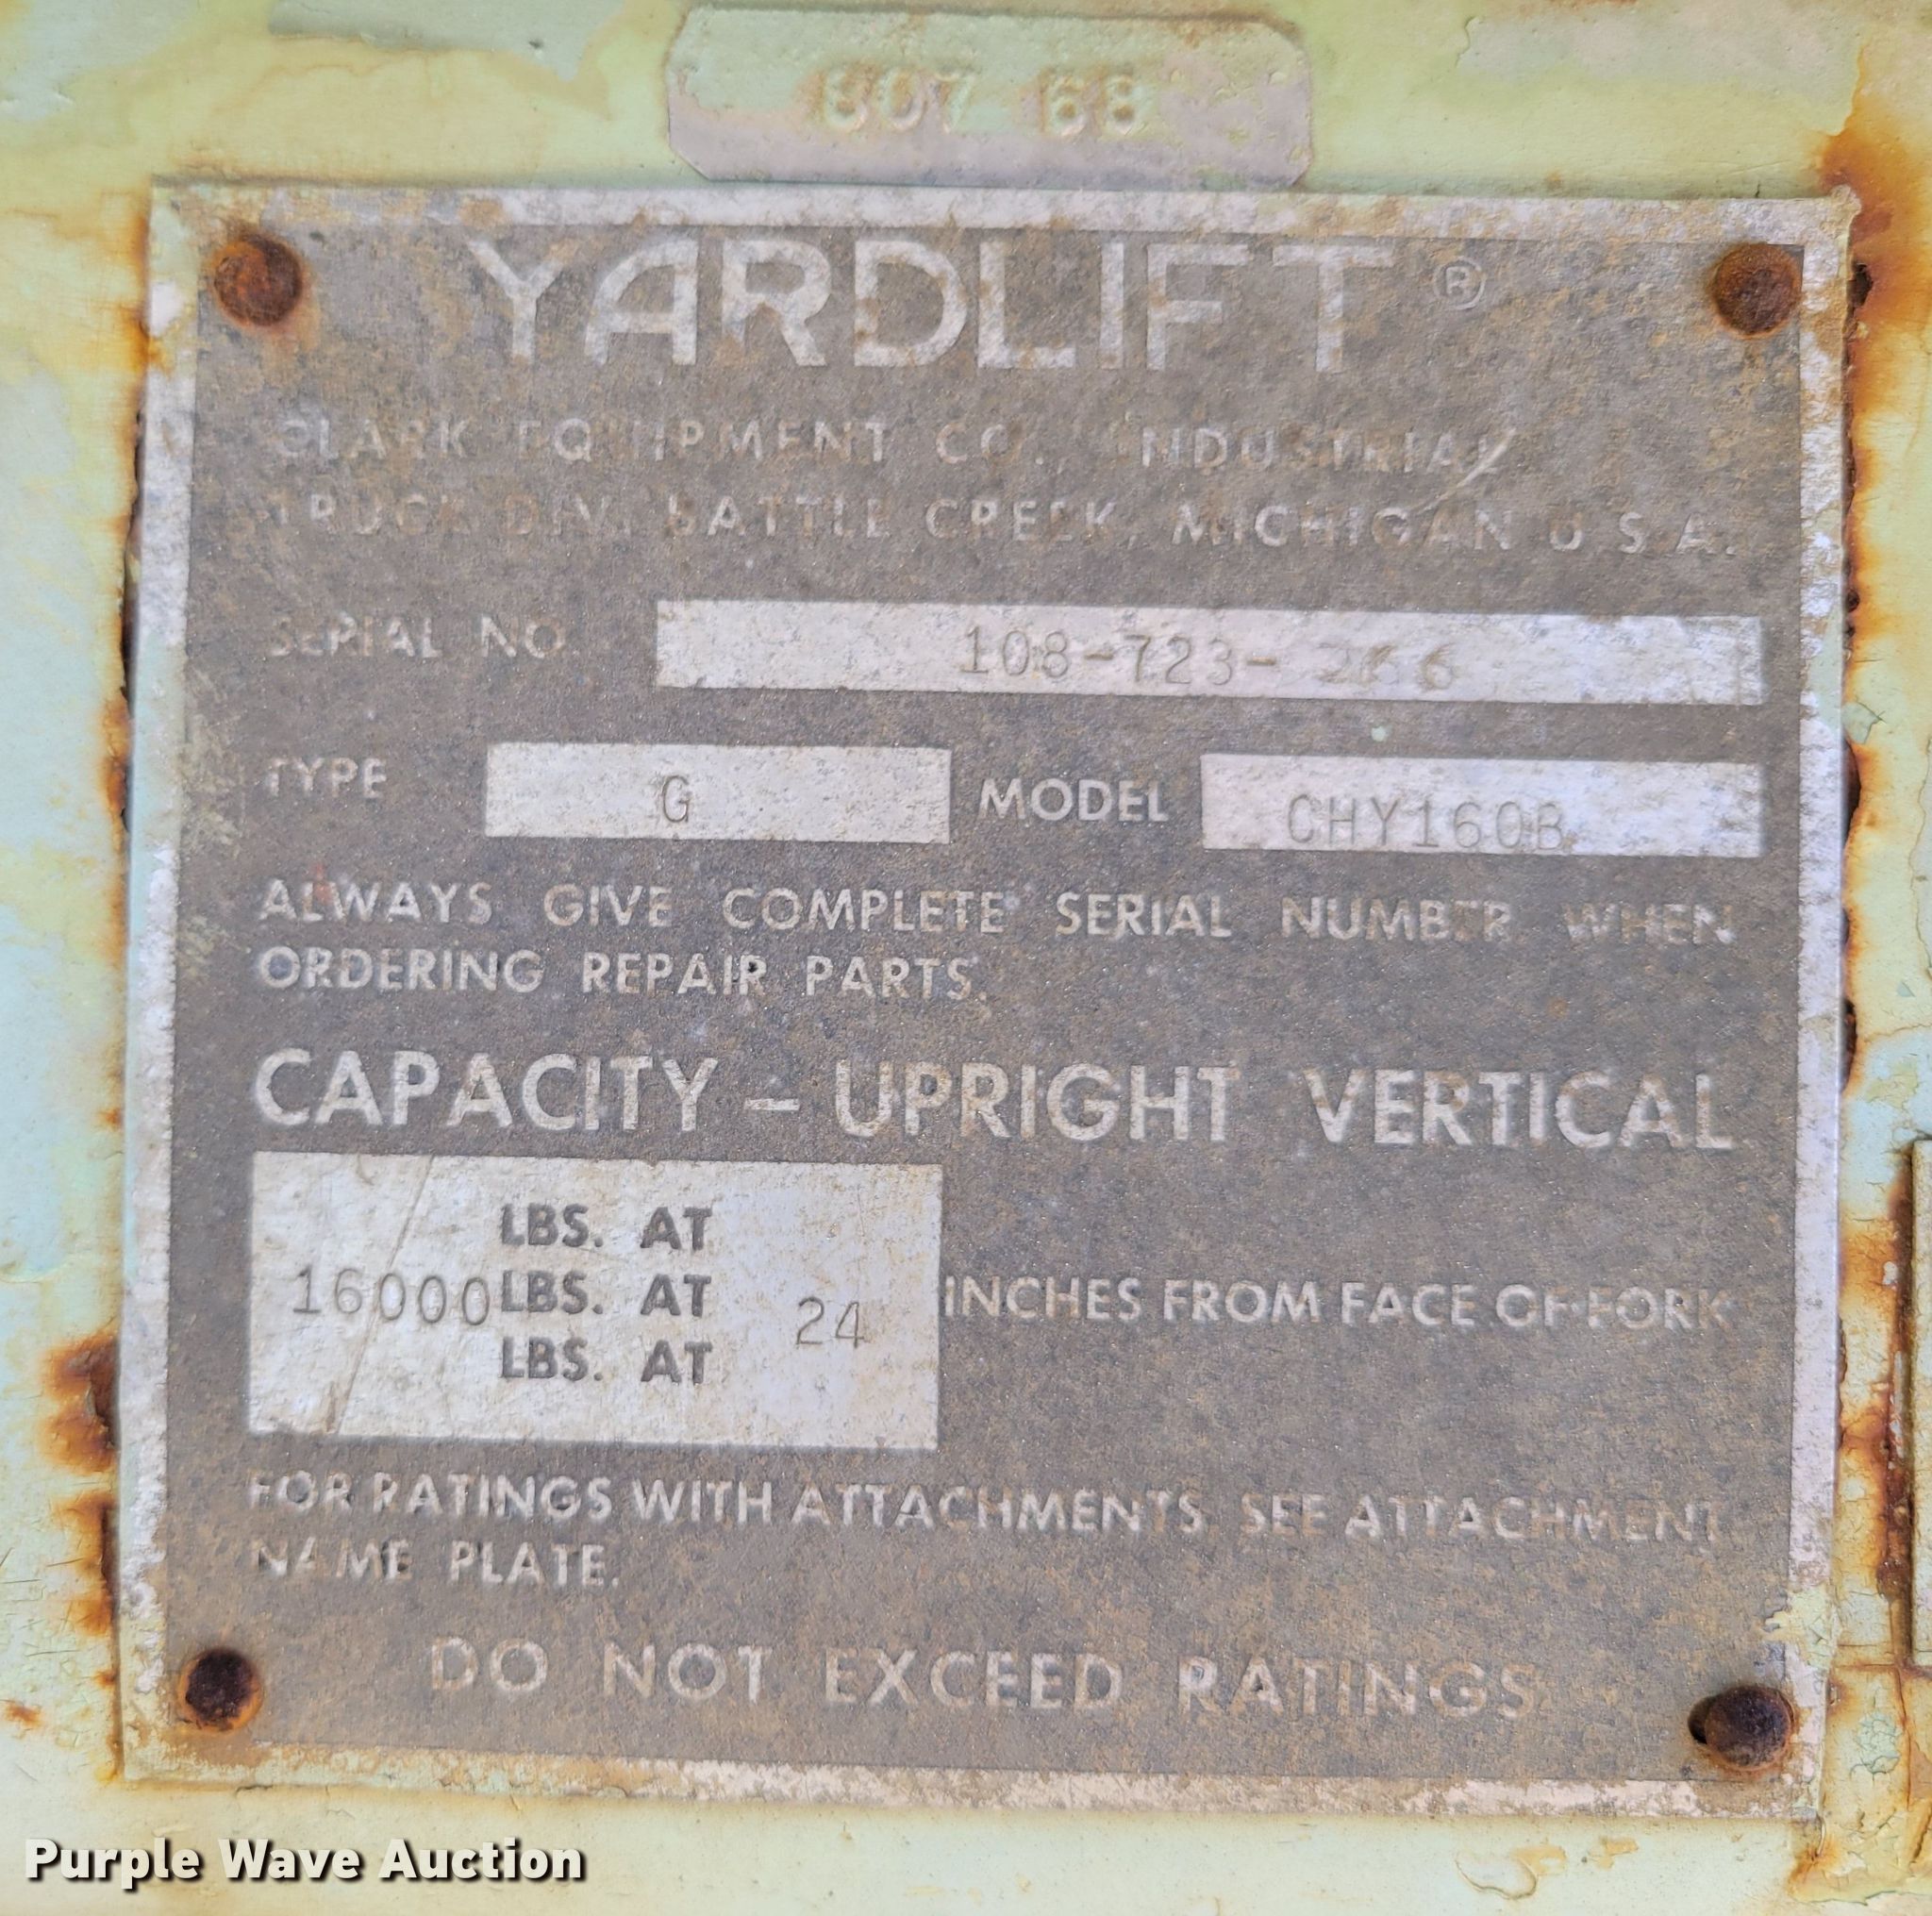 807 68
YARDLIFT ®
CLARK EQUIPMENT CO., INDUSTRIAL
TRUCK DIV. BATTLE CREEK, MICHIGAN U.S.A.
SERIAL NO. 108-723-266
TYPE G MODEL CHY160B
ALWAYS GIVE COMPLETE SERIAL NUMBER WHEN
ORDERING REPAIR PARTS.
CAPACITY – UPRIGHT VERTICAL
LBS. AT
16000 LBS. AT 24 INCHES FROM FACE OF FORK
LBS. AT
FOR RATINGS WITH ATTACHMENTS, SEE ATTACHMENT
NAME PLATE.
DO NOT EXCEED RATINGS
Purple Wave Auction